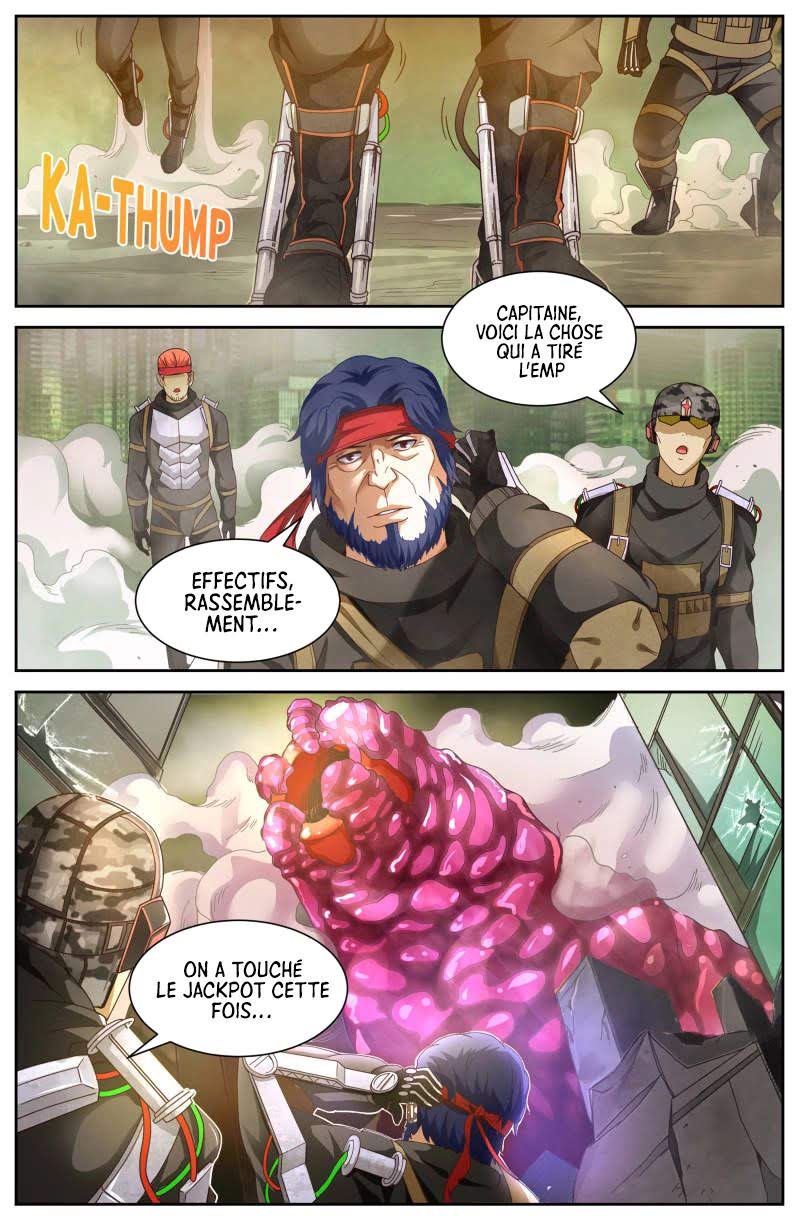 KA-THUMP
CAPITAINE,
VOICI LA CHOSE
QUI A TIRÉ
L'EMP
EFFECTIFS,
RASSEMBLE-
MENT...
ON A TOUCHÉ
LE JACKPOT CETTE
FOIS...